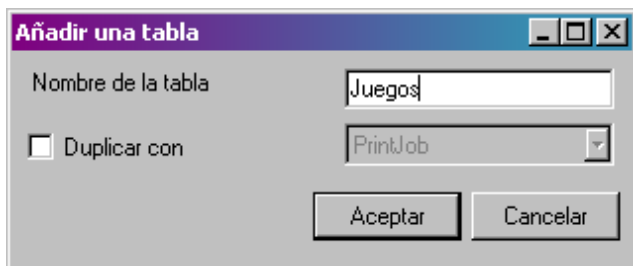 Añadir una tabla
Nombre de la tabla
Juegos
Duplicar con
PrintJob
Aceptar
Cancelar